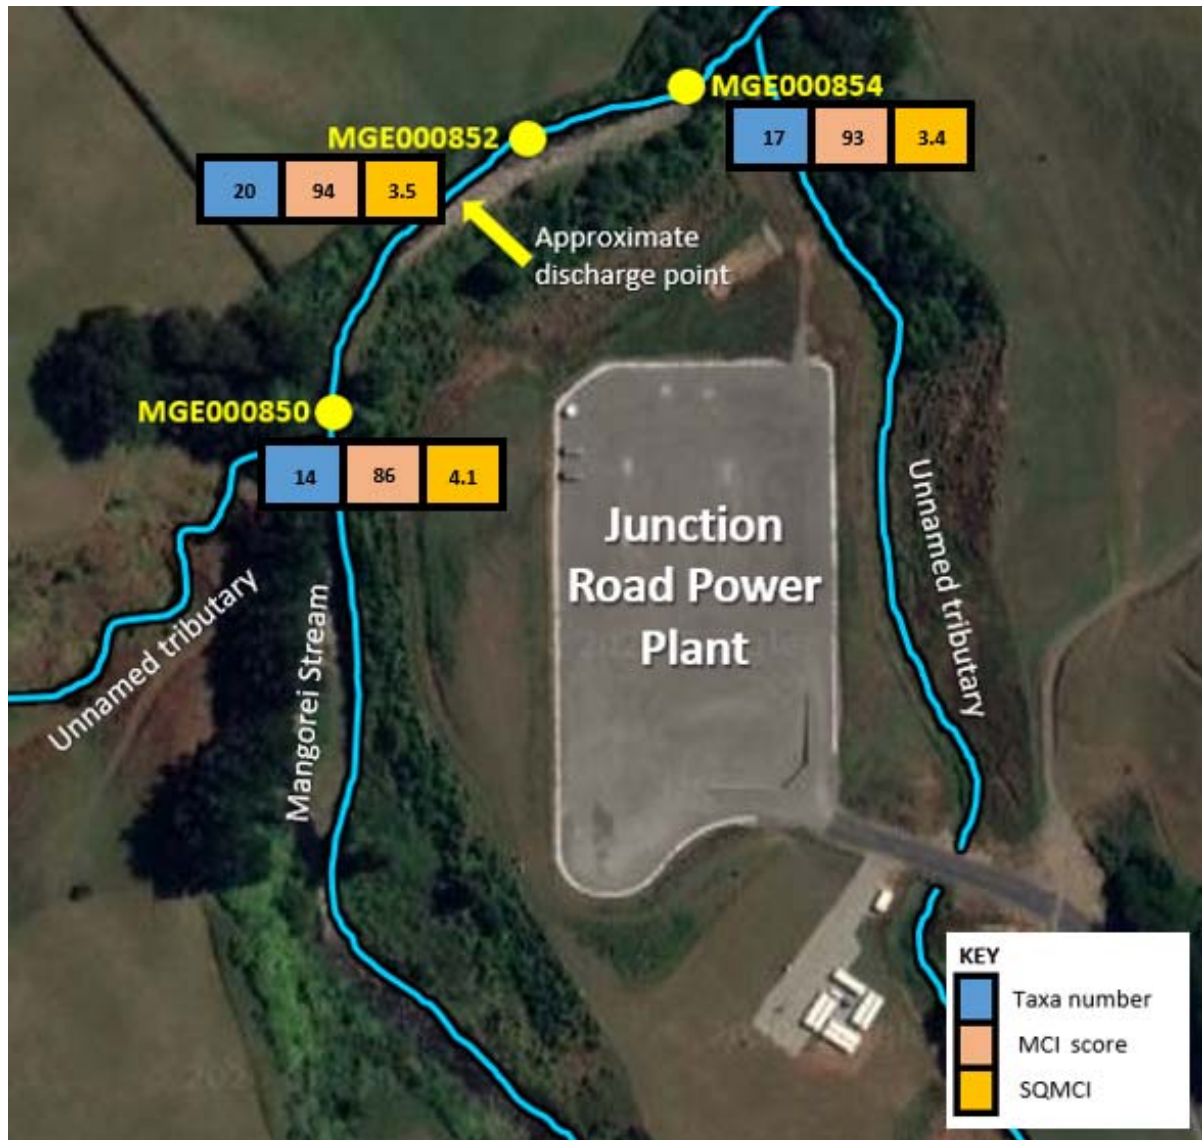 MGE000854
17 93 3.4
MGE000852
20 94 3.5
Approximate
discharge point
MGE000850
14 86 4.1
Junction
Road Power
Plant
Unnamed tributary
Unnamed tributary
Mangorei Stream
KEY
Taxa number
MCI score
SQMCI